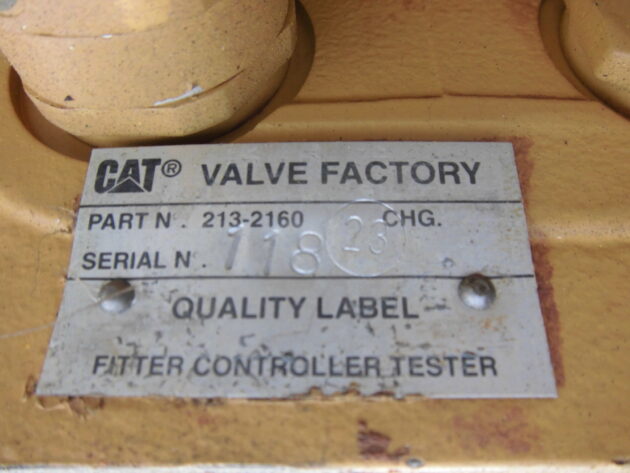 CAT® VALVE FACTORY
PART N. 213-2160 CHG.
SERIAL N. 118 23
QUALITY LABEL
FITTER CONTROLLER TESTER